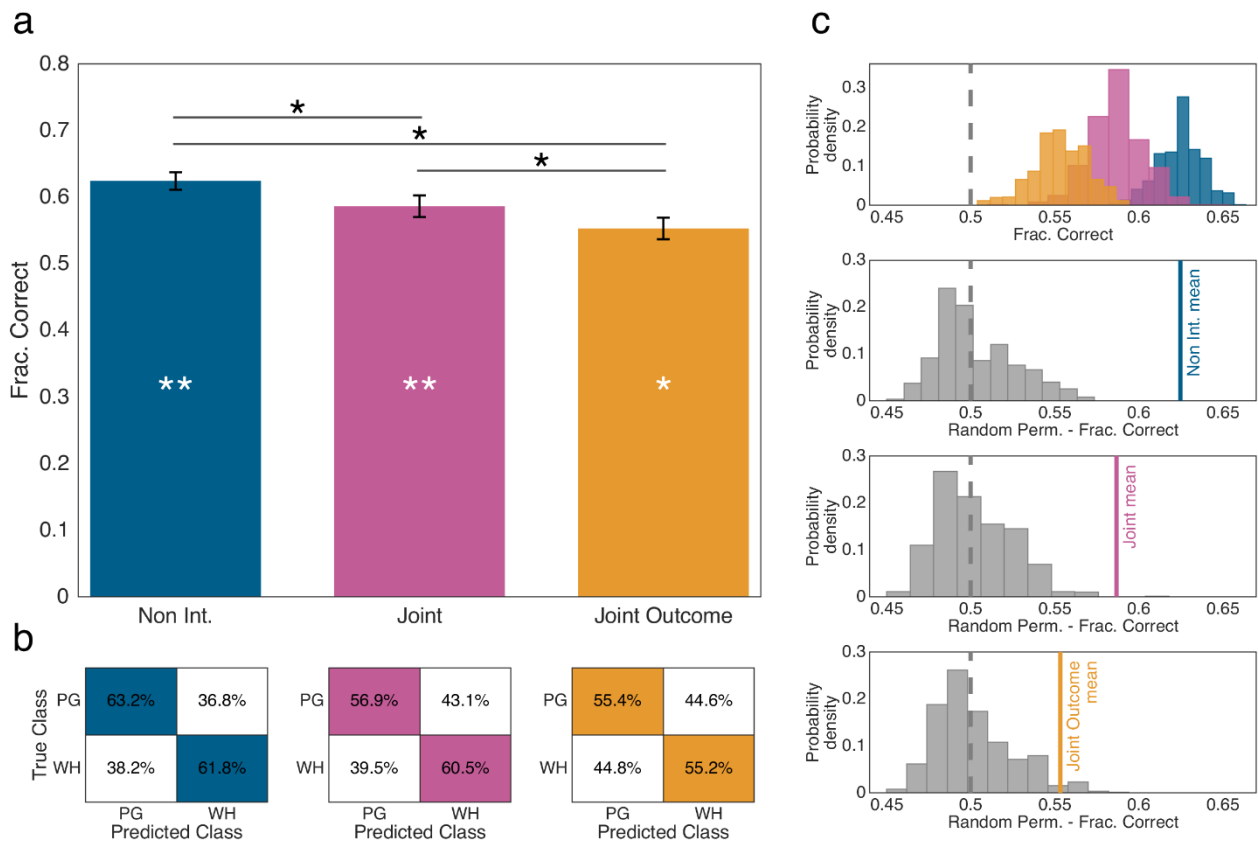 a
0.8
0.7
0.6
0.5
0.4
0.3
0.2
0.1
0
Frac. Correct
*
*
*
** ** *
Non Int. Joint Joint Outcome
b
True Class
PG 63.2% 36.8%
WH 38.2% 61.8%
PG WH
Predicted Class
PG 56.9% 43.1%
WH 39.5% 60.5%
PG WH
Predicted Class
PG 55.4% 44.6%
WH 44.8% 55.2%
PG WH
Predicted Class
c
Probability
density
0.3
0.2
0.1
0
0.45 0.5 0.55 0.6 0.65
Frac. Correct
Probability
density
0.3
0.2
0.1
0
Non Int. mean
0.45 0.5 0.55 0.6 0.65
Random Perm. - Frac. Correct
Probability
density
0.3
0.2
0.1
0
Joint mean
0.45 0.5 0.55 0.6 0.65
Random Perm. - Frac. Correct
Probability
density
0.3
0.2
0.1
0
Joint Outcome
mean
0.45 0.5 0.55 0.6 0.65
Random Perm. - Frac. Correct